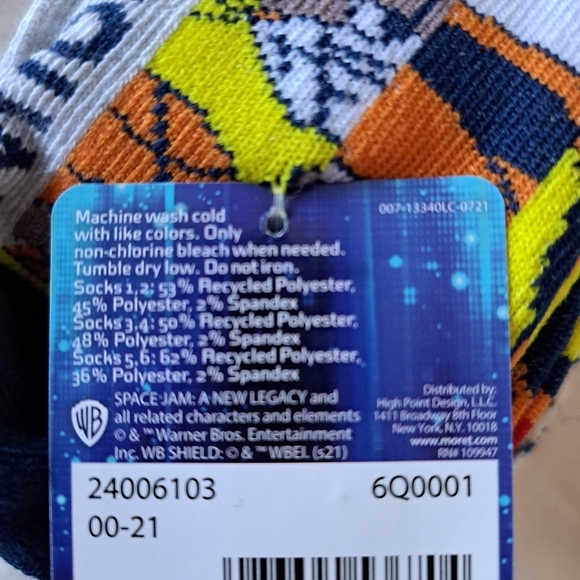 Machine wash cold
with like colors. Only
non-chlorine bleach when needed.
Tumble dry low. Do not iron.
Socks 1,2: 53% Recycled Polyester,
45% Polyester, 2% Spandex
Socks 3,4: 50% Recycled Polyester,
48% Polyester, 2% Spandex
Socks 5,6: 62% Recycled Polyester,
36% Polyester, 2% Spandex
007-13340LC-0721
WB
SPACE JAM: A NEW LEGACY and
all related characters and elements
© & ™ Warner Bros. Entertainment
Inc. WB SHIELD: © & ™ WBEI. (s21)
Distributed by:
High Point Design, L.L.C.
1411 Broadway 8th Floor
New York, N.Y. 10018
www.moret.com
RN# 109947
24006103
6Q0001
00-21